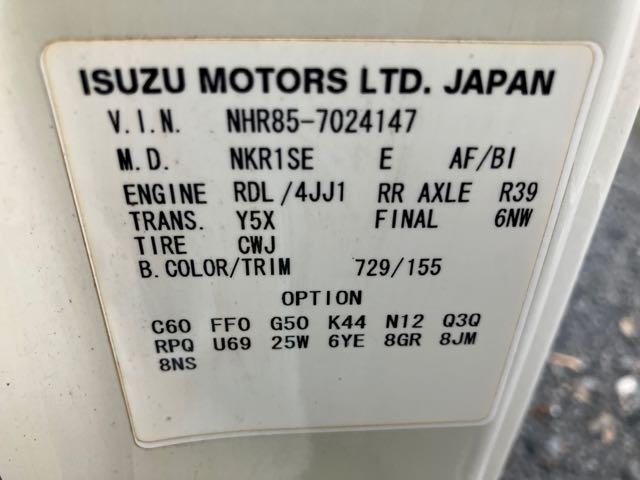 ISUZU MOTORS LTD. JAPAN
V.I.N. NHR85-7024147
M.D. NKR1SE E AF/BI
ENGINE RDL/4JJ1 RR AXLE R39
TRANS. Y5X FINAL 6NW
TIRE CWJ
B.COLOR/TRIM 729/155
OPTION
C60 FF0 G50 K44 N12 Q3Q
RPQ U69 25W 6YE 8GR 8JM
8NS